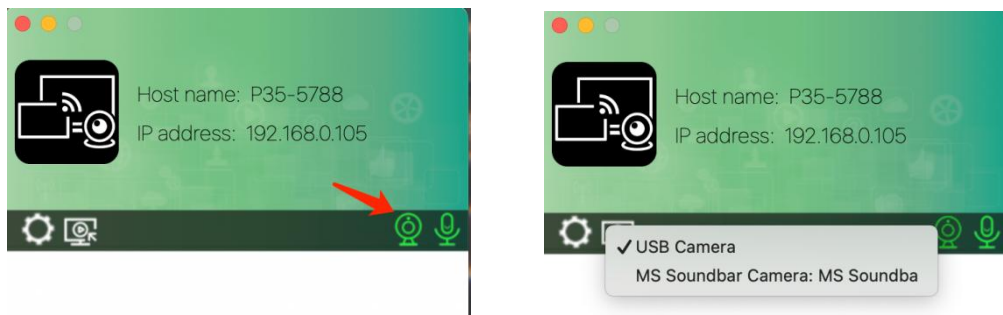 Host name: P35-5788
IP address: 192.168.0.105
Host name: P35-5788
IP address: 192.168.0.105
✓ USB Camera
MS Soundbar Camera: MS Soundba